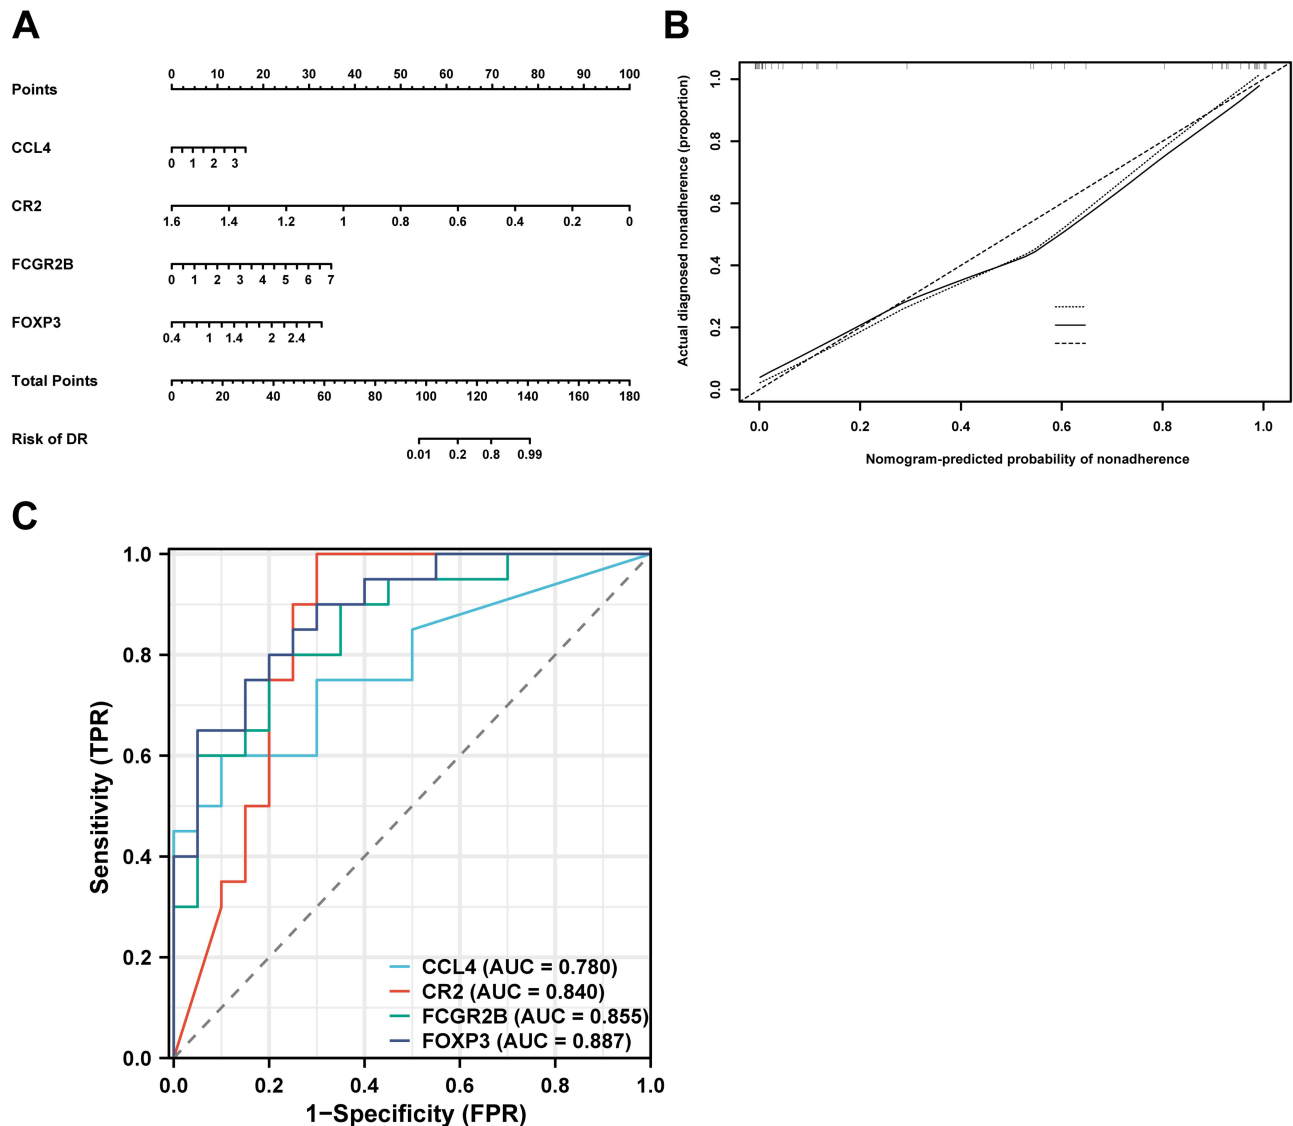 A
Points
0 10 20 30 40 50 60 70 80 90 100
CCL4
0 1 2 3
CR2
1.6 1.4 1.2 1 0.8 0.6 0.4 0.2 0
FCGR2B
0 1 2 3 4 5 6 7
FOXP3
0.4 1 1.4 2 2.4
Total Points
0 20 40 60 80 100 120 140 160 180
Risk of DR
0.01 0.2 0.8 0.99
B
Actual diagnosed nonadherence (proportion)
1.0
0.8
0.6
0.4
0.2
0.0
0.0 0.2 0.4 0.6 0.8 1.0
Nomogram-predicted probability of nonadherence
C
Sensitivity (TPR)
1.0
0.8
0.6
0.4
0.2
0.0
CCL4 (AUC = 0.780)
CR2 (AUC = 0.840)
FCGR2B (AUC = 0.855)
FOXP3 (AUC = 0.887)
0.0 0.2 0.4 0.6 0.8 1.0
1−Specificity (FPR)